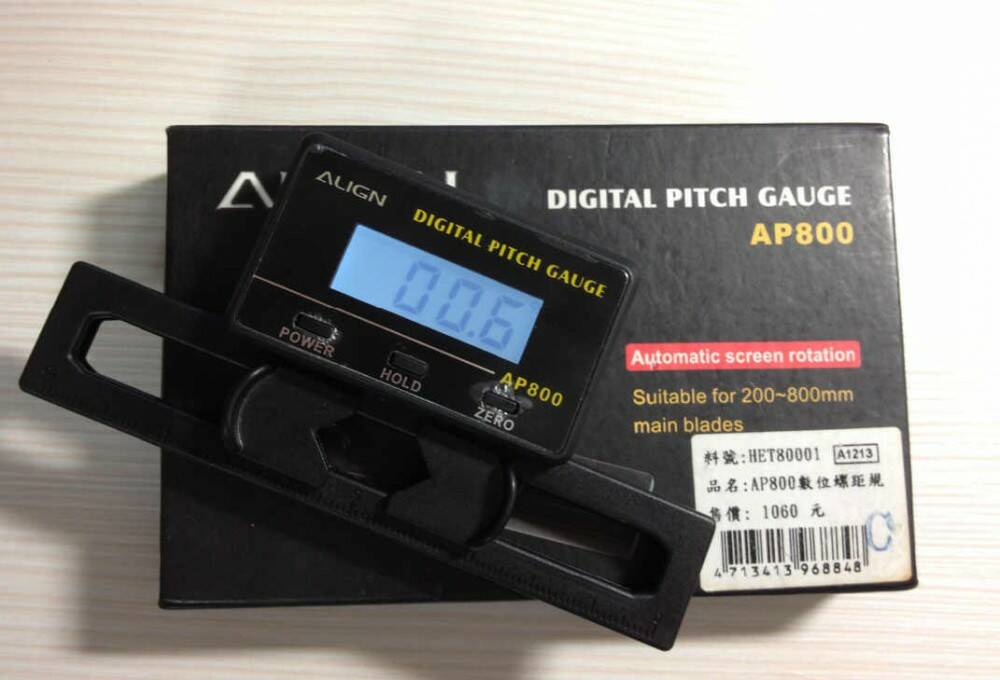 DIGITAL PITCH GAUGE
AP800
Automatic screen rotation
Suitable for 200~800mm
main blades
料號:HET80001 A1213
品名:AP800數位螺距規
售價: 1060 元
4713413968848
C
ALIGN
DIGITAL PITCH GAUGE
00.6
POWER
HOLD
AP800
ZERO